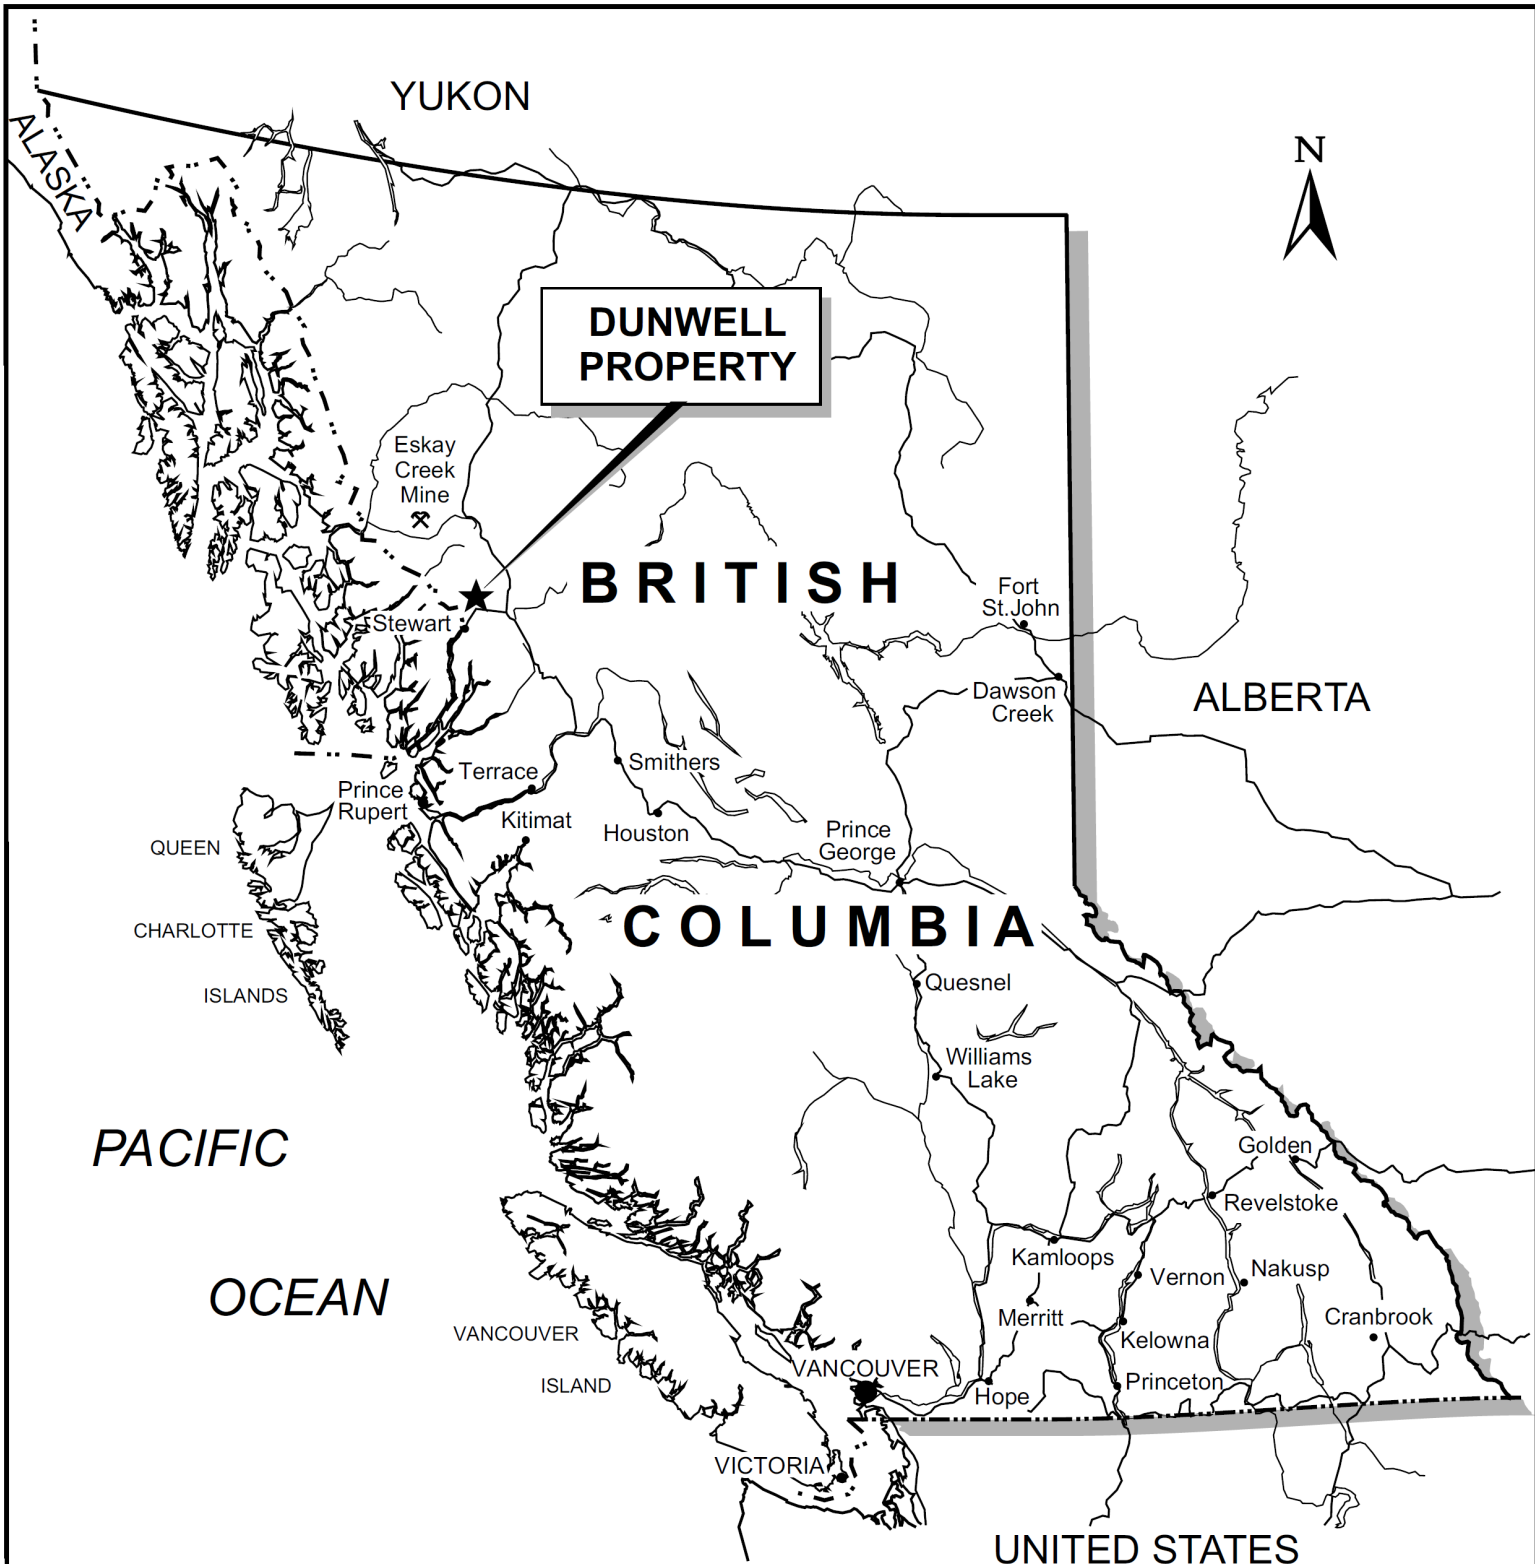 YUKON
N
ALASKA
DUNWELL
PROPERTY
Eskay
Creek
Mine
BRITISH
Fort
St.John
Stewart
Dawson
Creek
ALBERTA
Smithers
Terrace
Prince
Rupert
Kitimat
Houston
Prince
George
QUEEN
CHARLOTTE
ISLANDS
COLUMBIA
Quesnel
Williams
Lake
PACIFIC
OCEAN
Golden
Revelstoke
Kamloops
Vernon
Nakusp
Merritt
Cranbrook
Kelowna
VANCOUVER
ISLAND
VANCOUVER
Hope
Princeton
VICTORIA
UNITED STATES